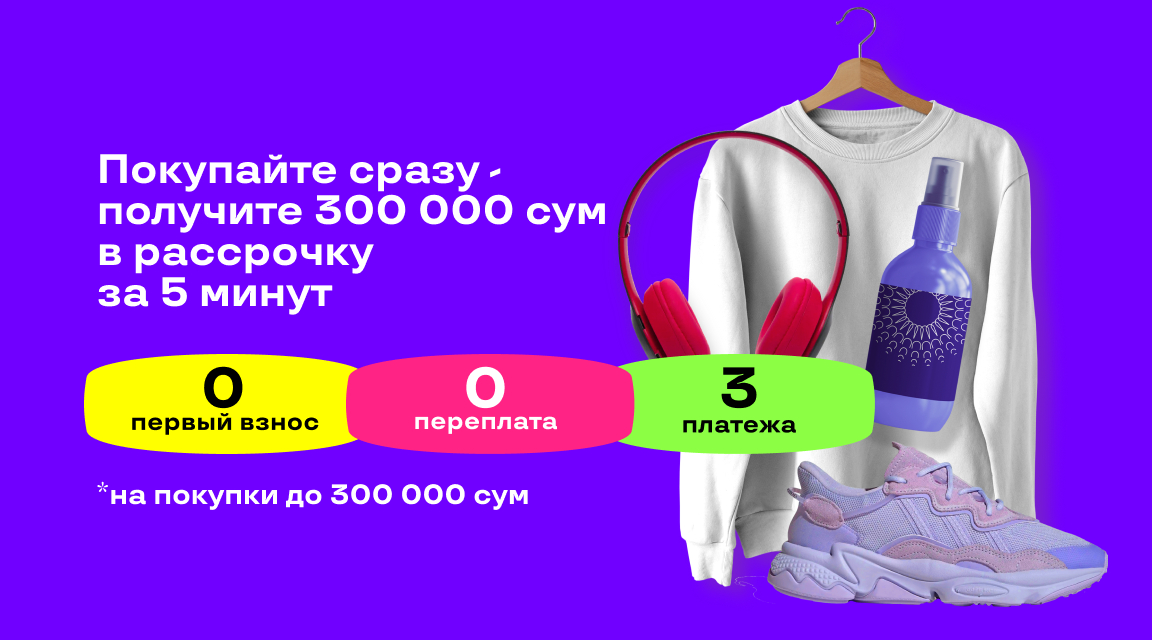 Покупайте сразу -
получите 300 000 сум
в рассрочку
за 5 минут
0
первый взнос
0
переплата
3
платежа
*на покупки до 300 000 сум